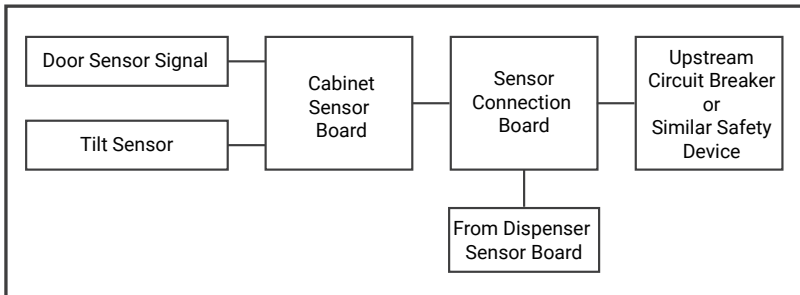 Door Sensor Signal
Tilt Sensor
Cabinet
Sensor
Board
Sensor
Connection
Board
Upstream
Circuit Breaker
or
Similar Safety
Device
From Dispenser
Sensor Board